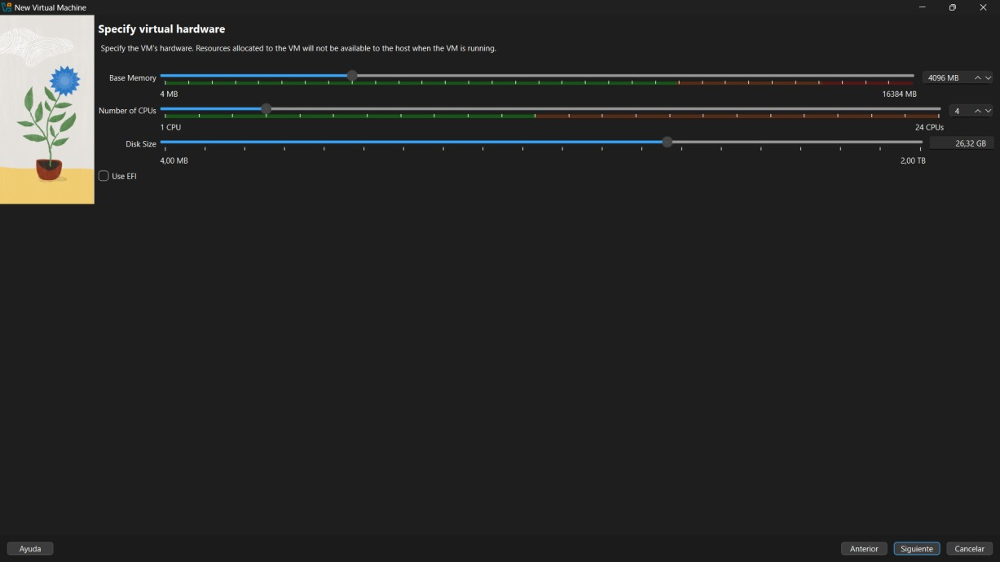 New Virtual Machine
Specify virtual hardware
Specify the VM's hardware. Resources allocated to the VM will not be available to the host when the VM is running.
Base Memory 4096 MB
4 MB 16384 MB
Number of CPUs 4
1 CPU 24 CPUs
Disk Size 26,32 GB
4,00 MB 2,00 TB
Use EFI
Ayuda Anterior Siguiente Cancelar